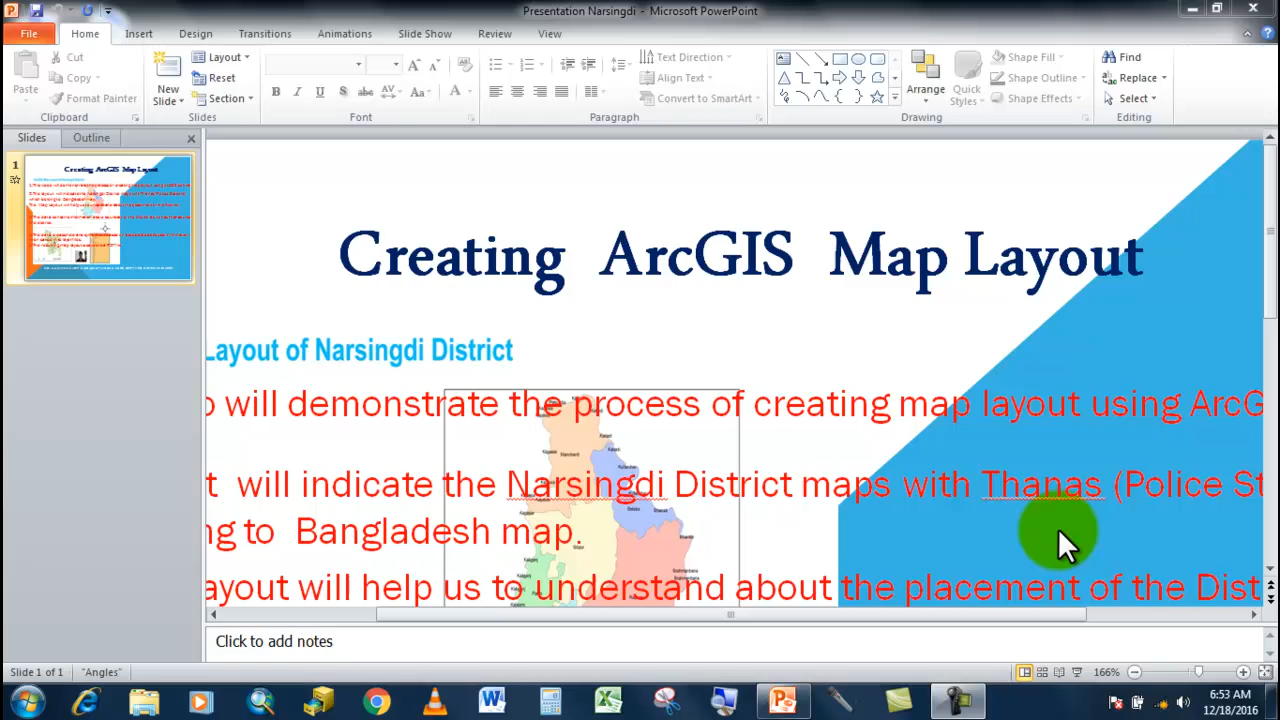 Presentation Narsingdi - Microsoft PowerPoint
File Home Insert Design Transitions Animations Slide Show Review View
Paste
Cut
Copy
Format Painter
Clipboard
New Slide
Layout
Reset
Section
Slides
Font
Paragraph
Text Direction
Align Text
Convert to SmartArt
Arrange
Quick Styles
Shape Fill
Shape Outline
Shape Effects
Drawing
Find
Replace
Select
Editing
Slides Outline
1
Creating ArcGIS Map Layout
Creating ArcGIS Map Layout
Layout of Narsingdi District
o will demonstrate the process of creating map layout using ArcG
t will indicate the Narsingdi District maps with Thanas (Police St
ng to Bangladesh map.
ayout will help us to understand about the placement of the Dist
Click to add notes
Slide 1 of 1 "Angles" 166%
6:53 AM
12/18/2016